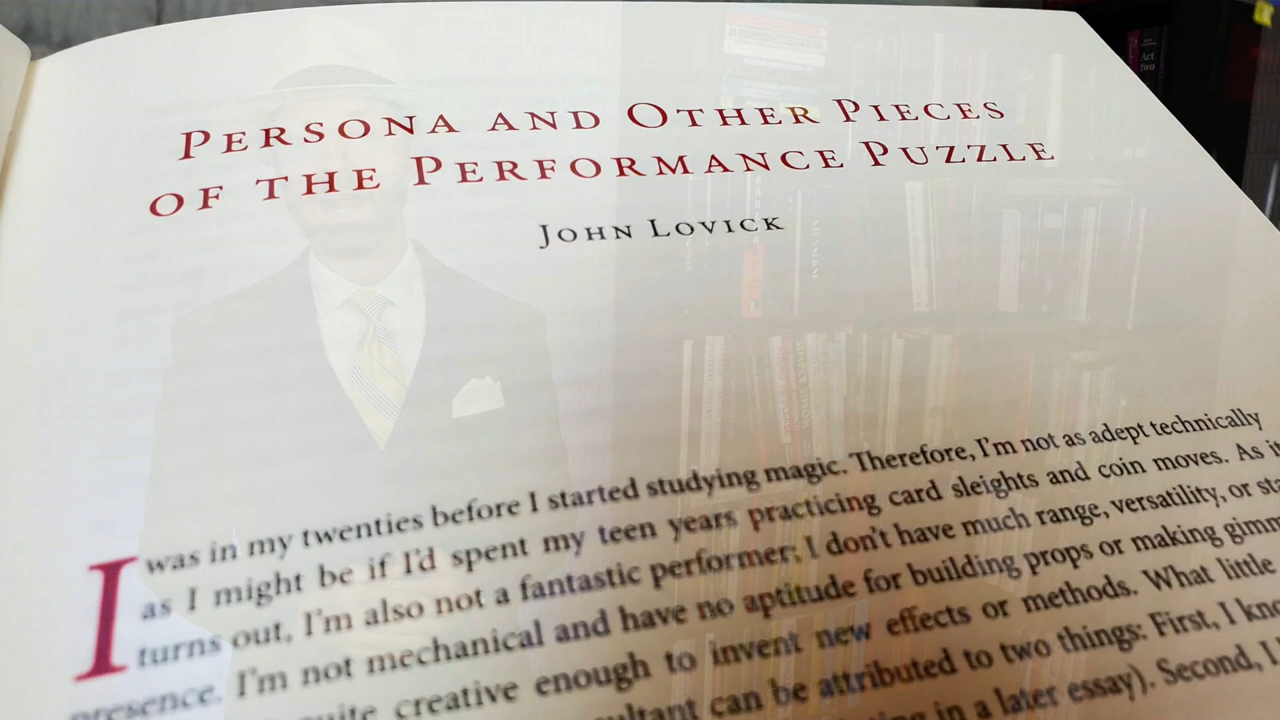 PERSONA AND OTHER PIECES
OF THE PERFORMANCE PUZZLE
JOHN LOVICK
I was in my twenties before I started studying magic. Therefore, I'm not as adept technically
as I might be if I'd spent my teen years practicing card sleights and coin moves. As it
turns out, I'm also not a fantastic performer; I don't have much range, versatility, or
presence. I'm not mechanical and have no aptitude for building props or making
creative enough to invent new effects or methods. What little
can be attributed to two things: First, I
in a later essay). Second, I
Act
Two